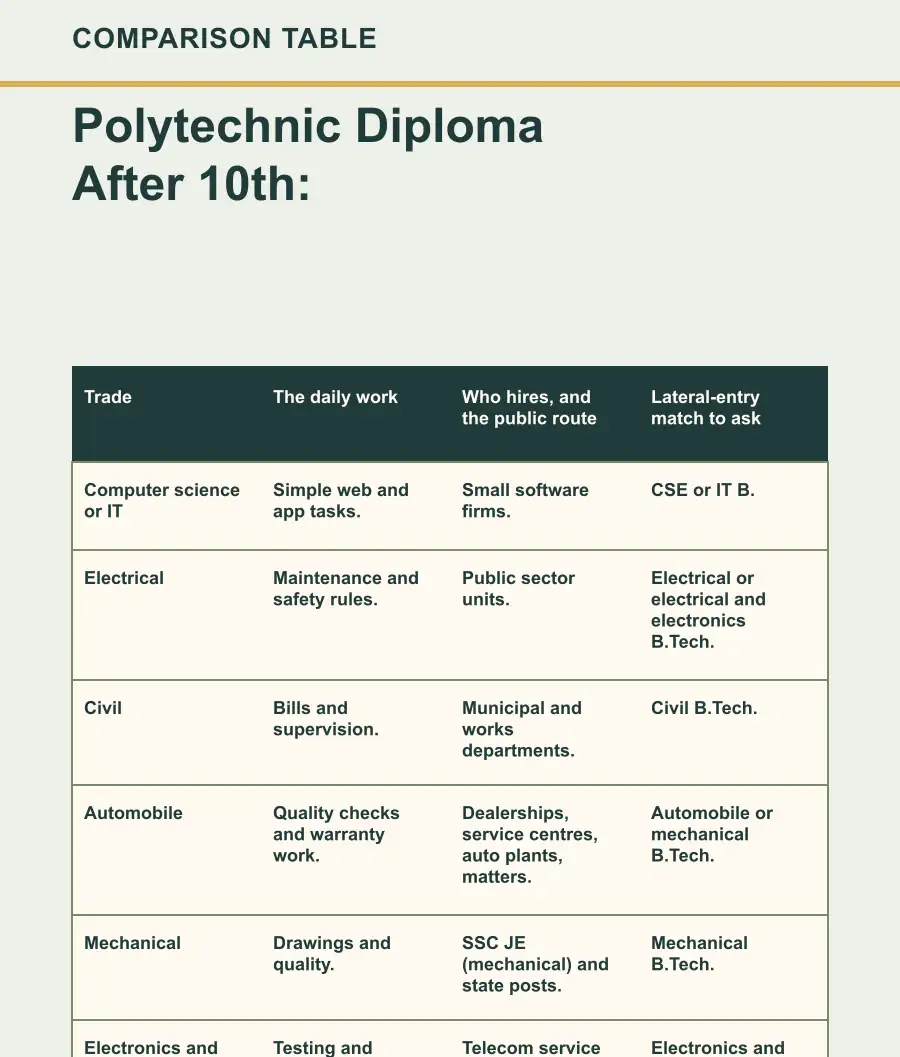 COMPARISON TABLE
Polytechnic Diploma
After 10th:
Trade
The daily work
Who hires, and
the public route
Lateral-entry
match to ask
Computer science
or IT
Simple web and
app tasks.
Small software
firms.
CSE or IT B.
Electrical
Maintenance and
safety rules.
Public sector
units.
Electrical or
electrical and
electronics
B.Tech.
Civil
Bills and
supervision.
Municipal and
works
departments.
Civil B.Tech.
Automobile
Quality checks
and warranty
work.
Dealerships,
service centres,
auto plants,
matters.
Automobile or
mechanical
B.Tech.
Mechanical
Drawings and
quality.
SSC JE
(mechanical) and
state posts.
Mechanical
B.Tech.
Electronics and
Testing and
Telecom service
Electronics and